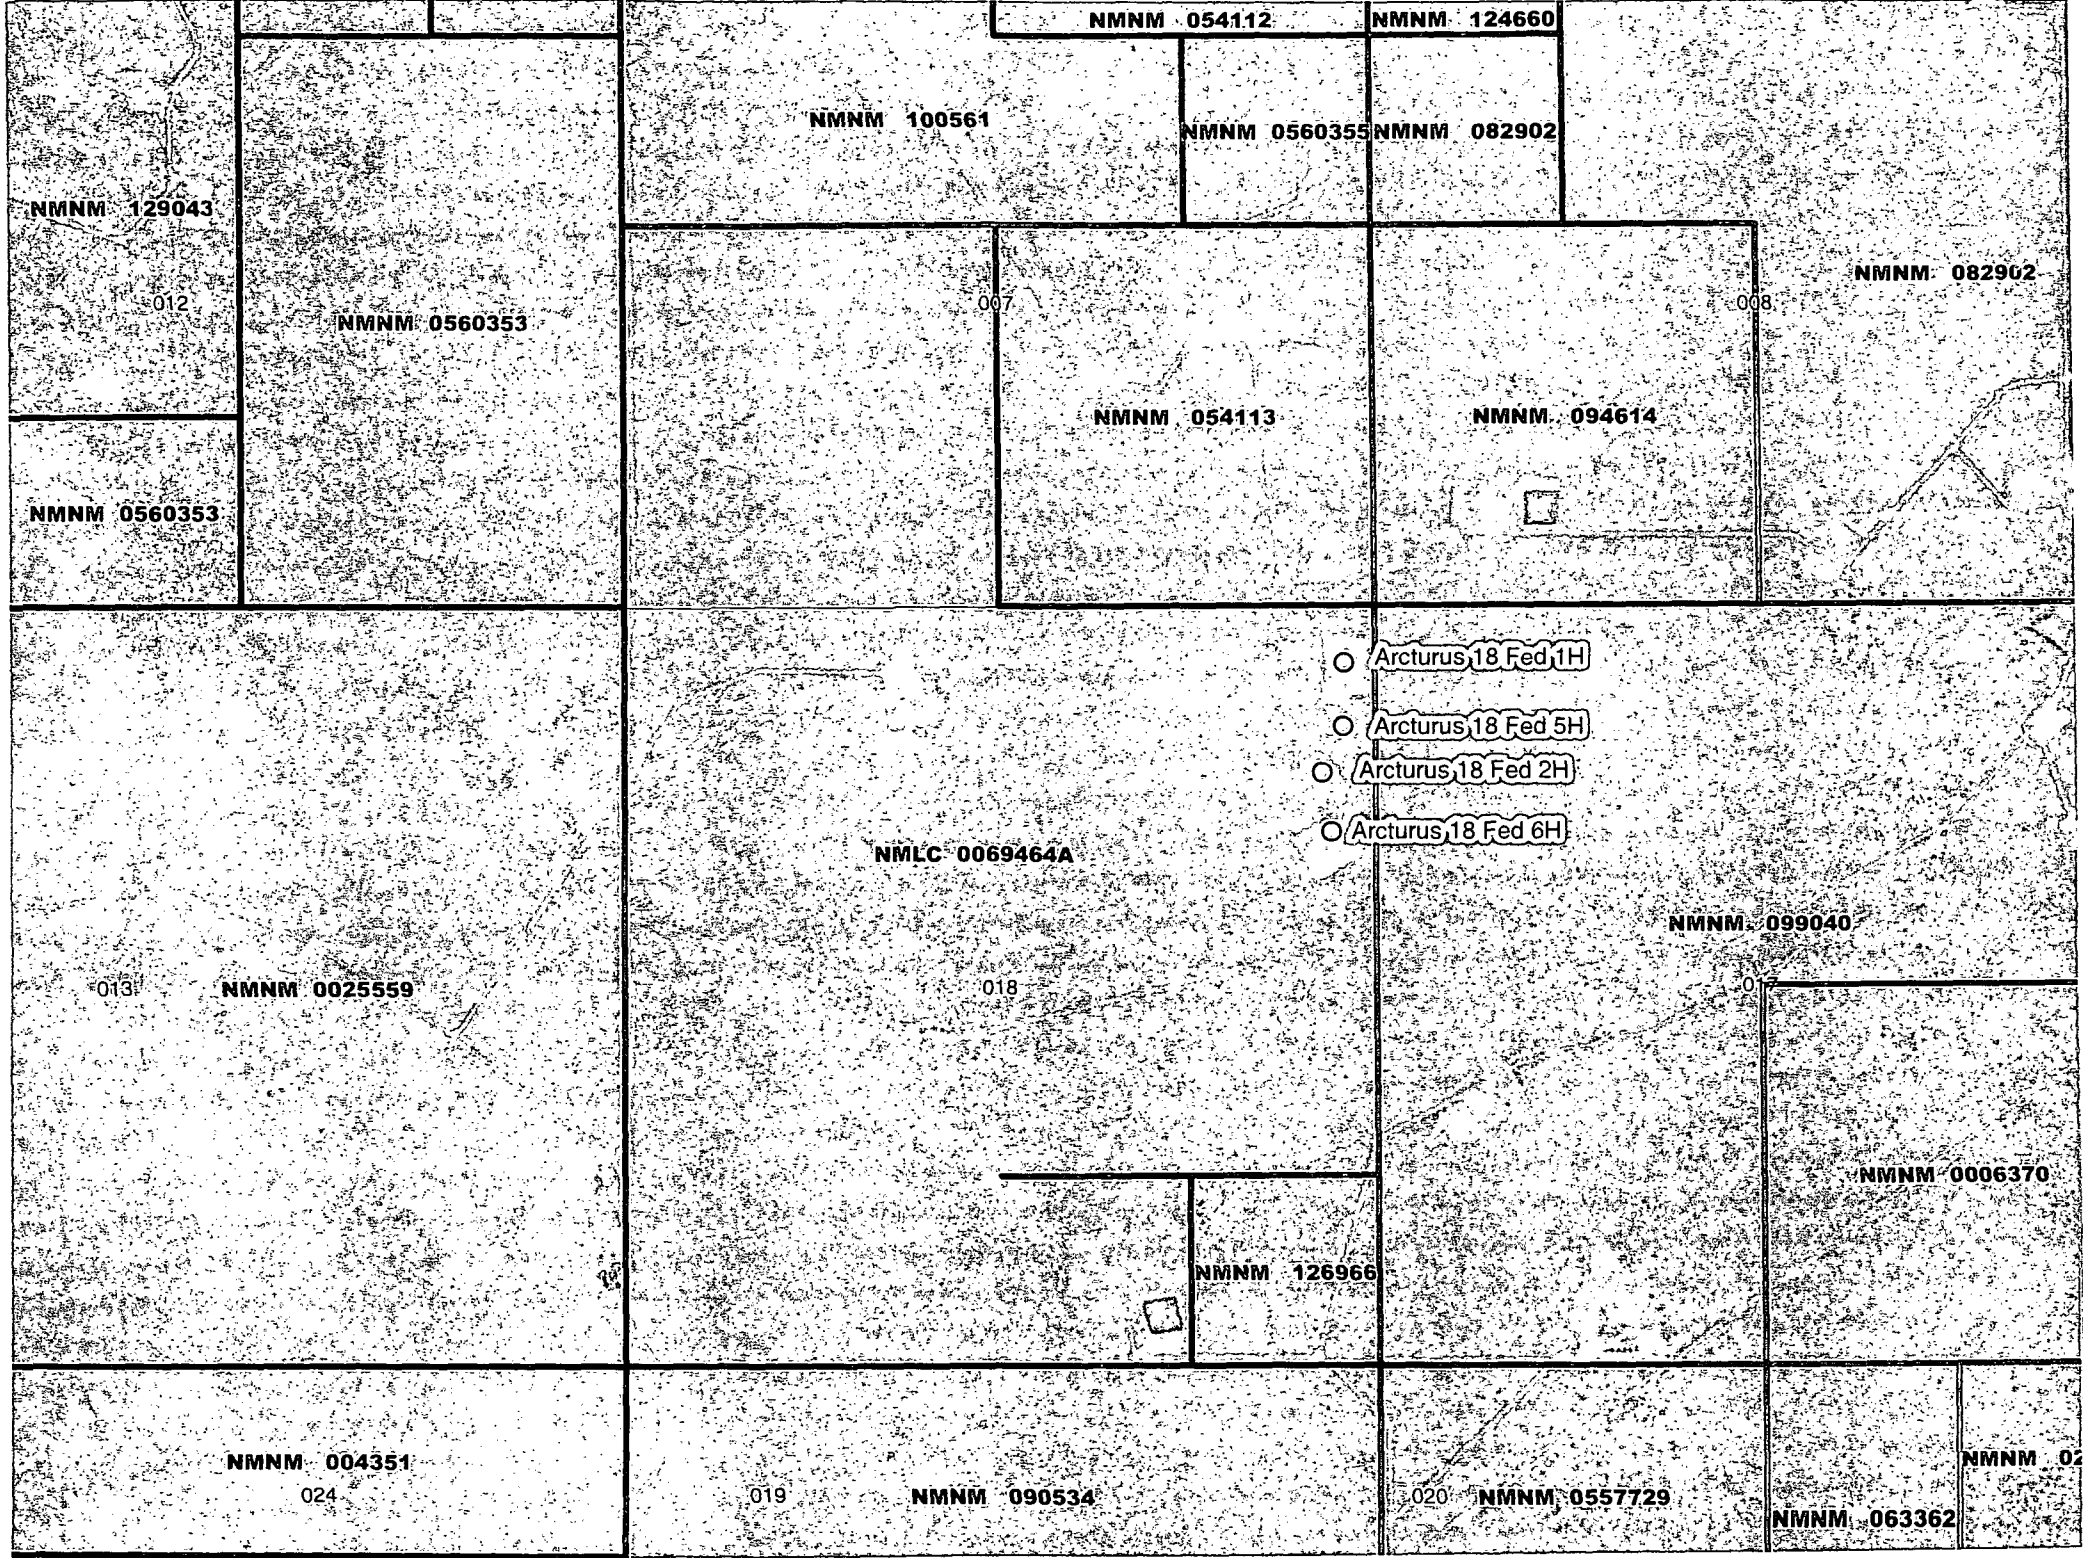 NMNM 054112
NMNM 124660
NMNM 100561
NMNM 0560355
NMNM 082902
NMNM 129043
NMNM 082902
012
007
008
NMNM 0560353
NMNM 054113
NMNM 094614
NMNM 0560353
Arcturus 18 Fed 1H
Arcturus 18 Fed 5H
Arcturus 18 Fed 2H
Arcturus 18 Fed 6H
NMLC 0069464A
NMNM 099040
013
NMNM 0025559
018
017
NMNM 0006370
NMNM 126966
NMNM 004351
NMNM 02
024
019
NMNM 090534
020
NMNM 0557729
NMNM 063362